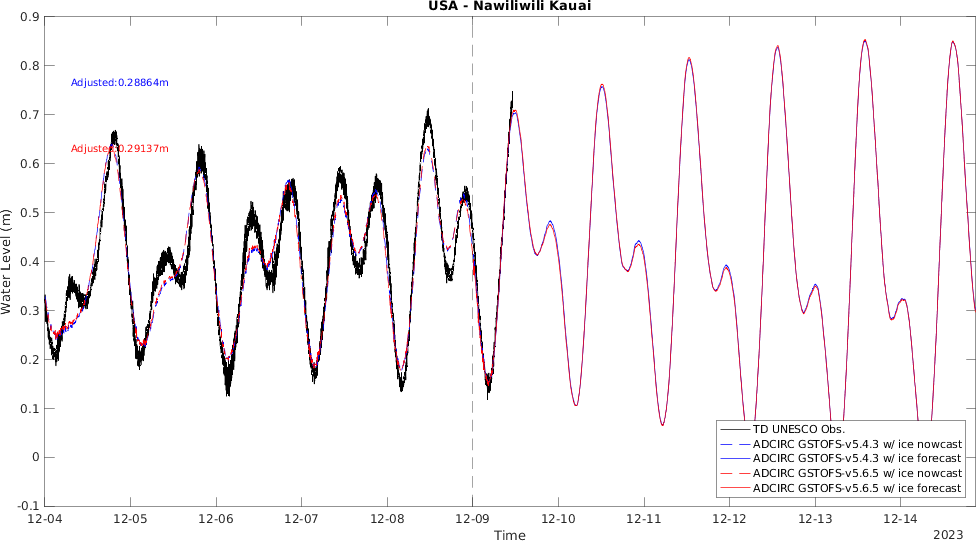 USA - Nawiliwili Kauai
0.9
0.8
0.7
0.6
0.5
0.4
0.3
0.2
0.1
0
-0.1
Water Level (m)
Adjusted:0.28864m
Adjusted:0.29137m
TD UNESCO Obs.
ADCIRC GSTOFS-v5.4.3 w/ ice nowcast
ADCIRC GSTOFS-v5.4.3 w/ ice forecast
ADCIRC GSTOFS-v5.6.5 w/ ice nowcast
ADCIRC GSTOFS-v5.6.5 w/ ice forecast
12-04 12-05 12-06 12-07 12-08 12-09 12-10 12-11 12-12 12-13 12-14
Time
2023